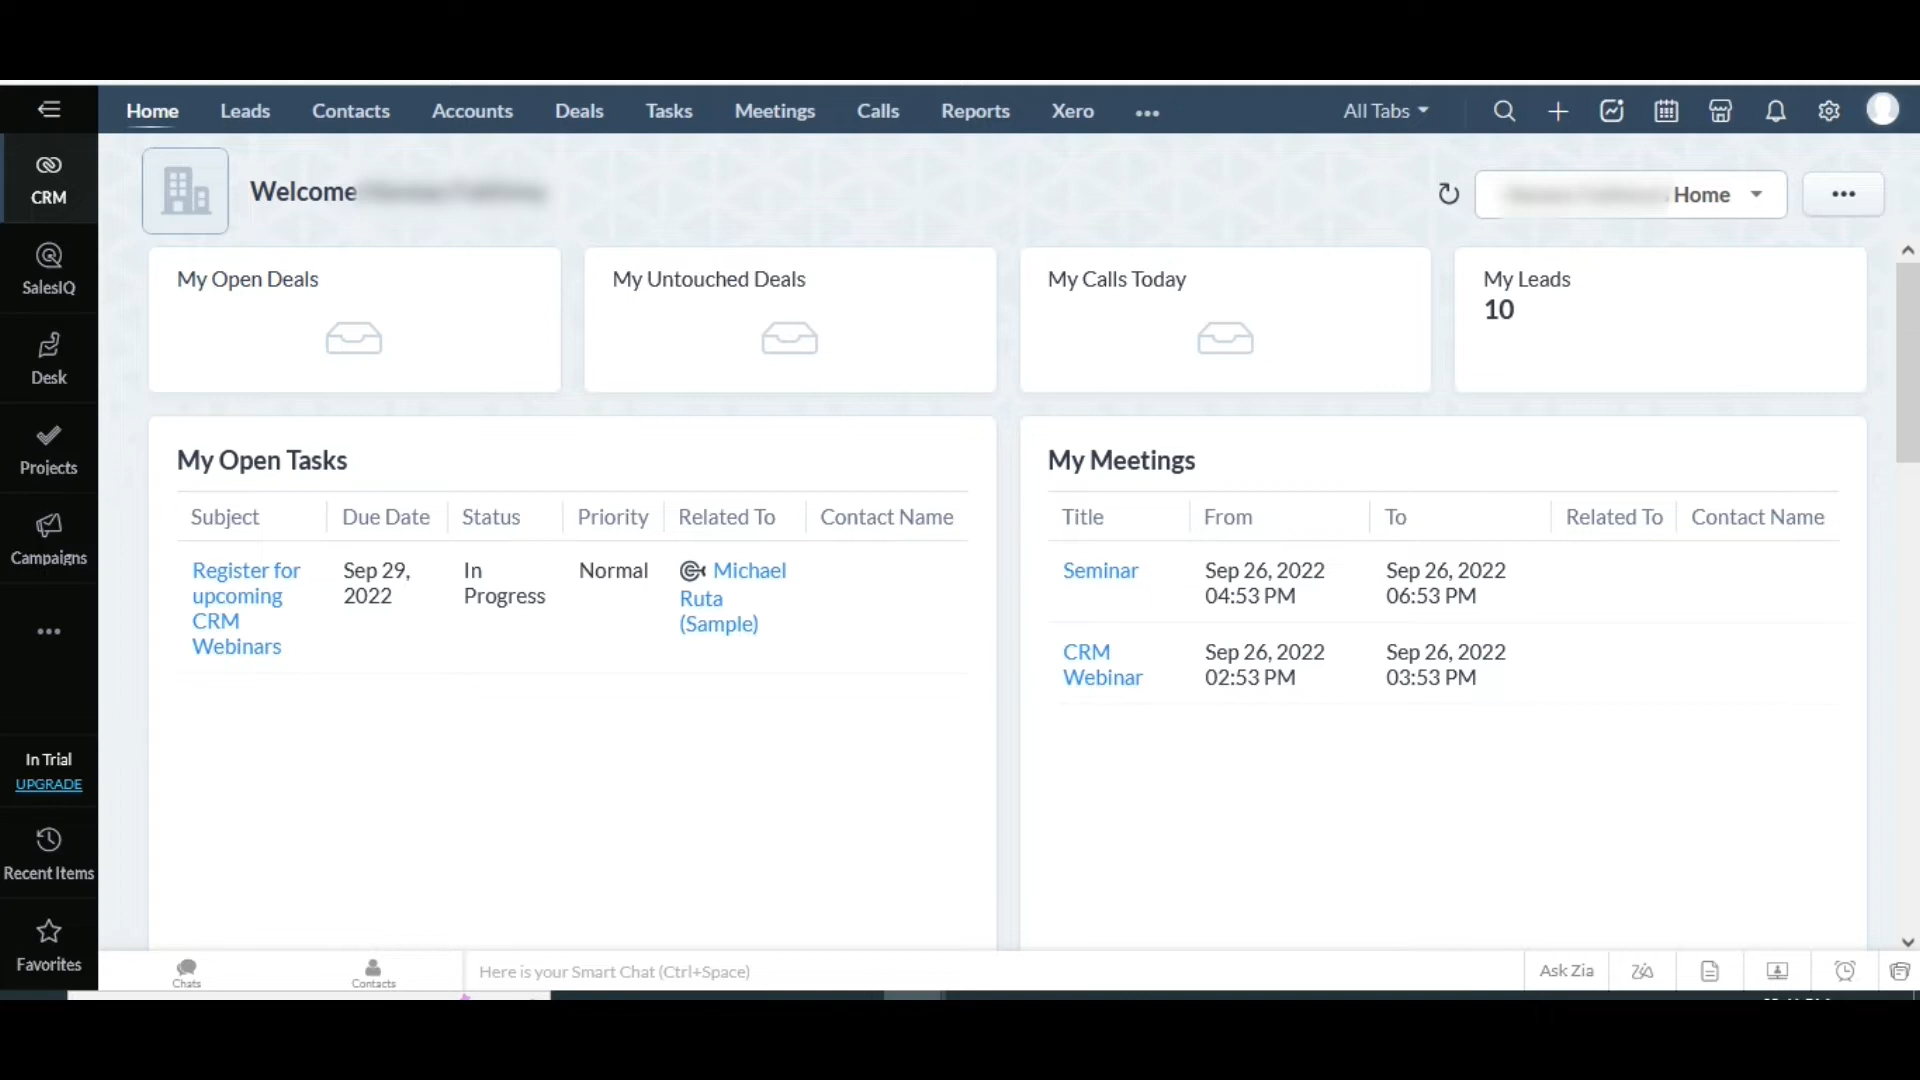 Home Leads Contacts Accounts Deals Tasks Meetings Calls Reports Xero ••• All Tabs
CRM
SalesIQ
Desk
Projects
Campaigns
In Trial
UPGRADE
Recent Items
Favorites
Welcome
Home
My Open Deals
My Untouched Deals
My Calls Today
My Leads
10
My Open Tasks
Subject Due Date Status Priority Related To Contact Name
Register for
upcoming
CRM
Webinars
Sep 29,
2022
In
Progress
Normal
Michael
Ruta
(Sample)
My Meetings
Title From To Related To Contact Name
Seminar
Sep 26, 2022
04:53 PM
Sep 26, 2022
06:53 PM
CRM
Webinar
Sep 26, 2022
02:53 PM
Sep 26, 2022
03:53 PM
Chats
Contacts
Here is your Smart Chat (Ctrl+Space)
Ask Zia